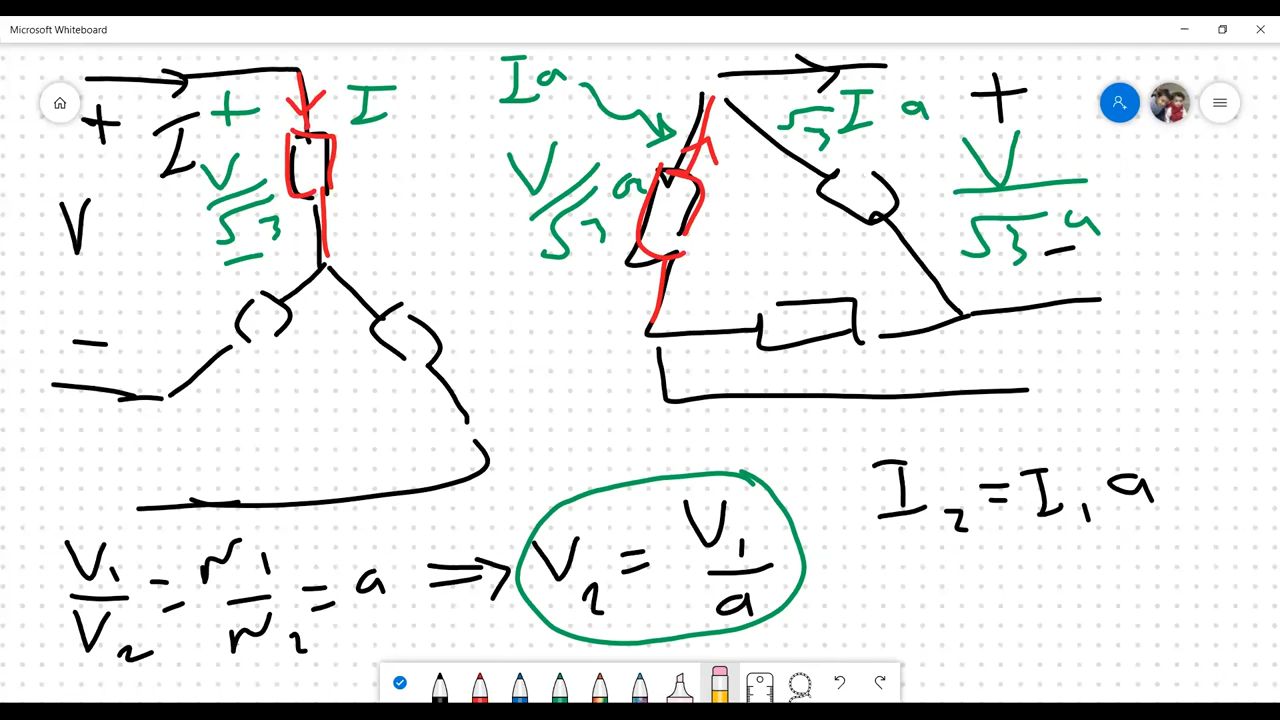 Microsoft Whiteboard
+ I + I
V
V/√3
−
Ia
V/√3 a
√3 I a
+
V/√3 a
−
I₂ = I₁ a
V₁/V₂ = N₁/N₂ = a ⇒ V₂ = V₁/a